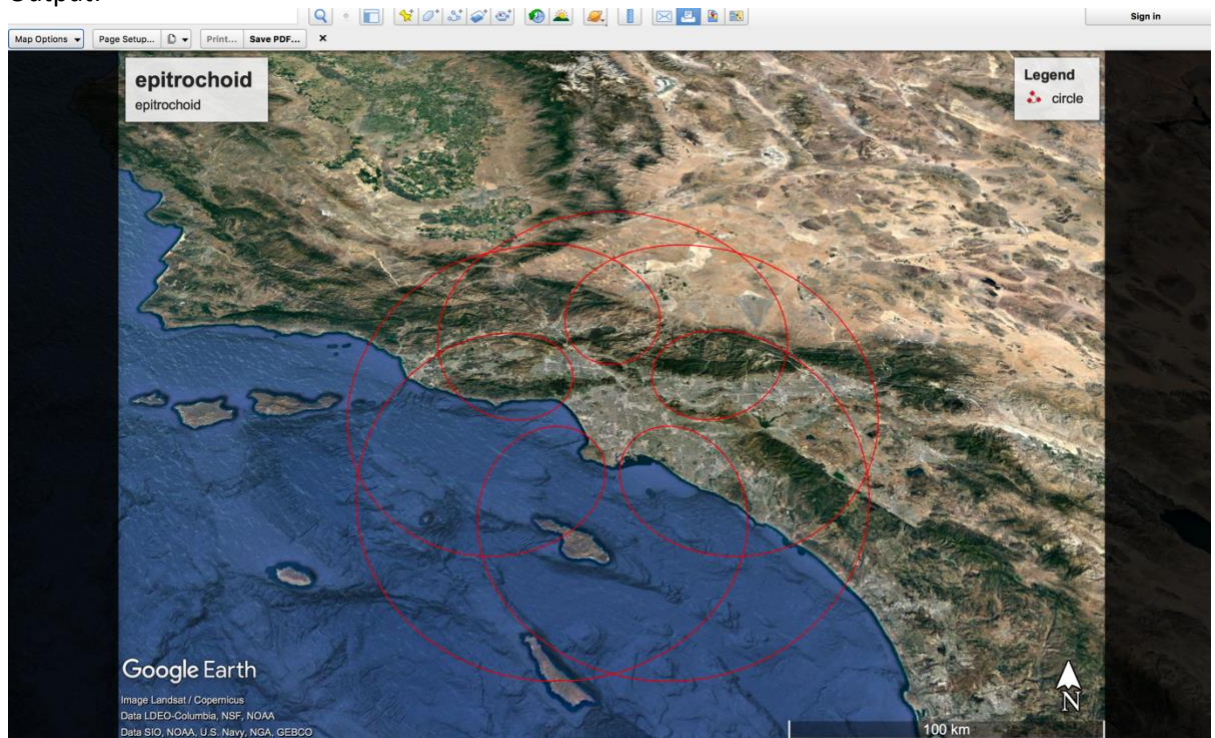 Output:
Sign in
Map Options Page Setup... Print... Save PDF... ×
epitrochoid
epitrochoid
Legend
circle
Google Earth
Image Landsat / Copernicus
Data LDEO-Columbia, NSF, NOAA
Data SIO, NOAA, U.S. Navy, NGA, GEBCO
N
100 km